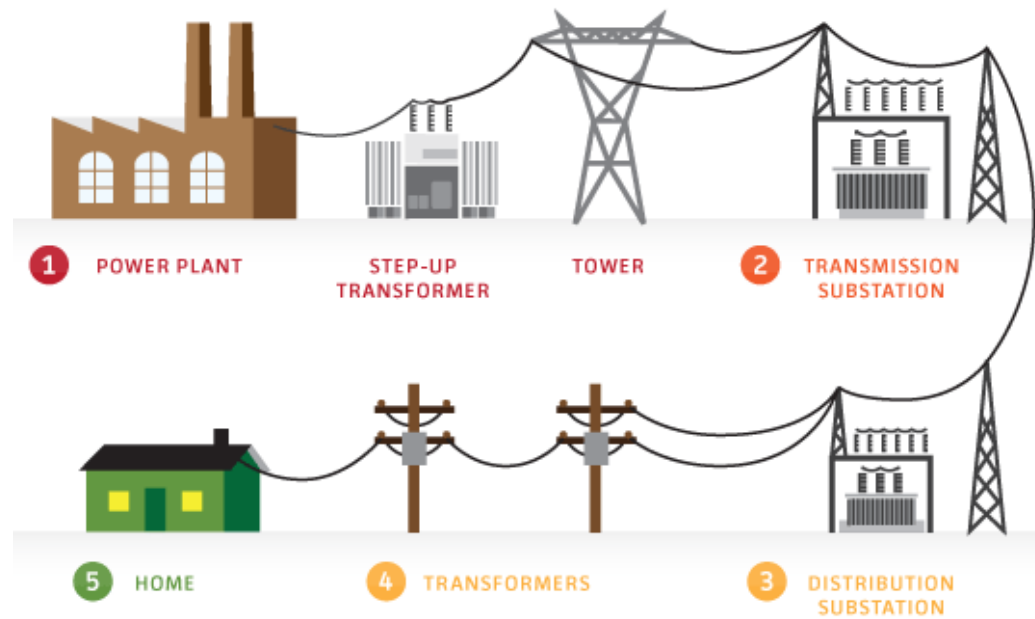 1 POWER PLANT
STEP-UP
TRANSFORMER
TOWER
2 TRANSMISSION
SUBSTATION
5 HOME
4 TRANSFORMERS
3 DISTRIBUTION
SUBSTATION